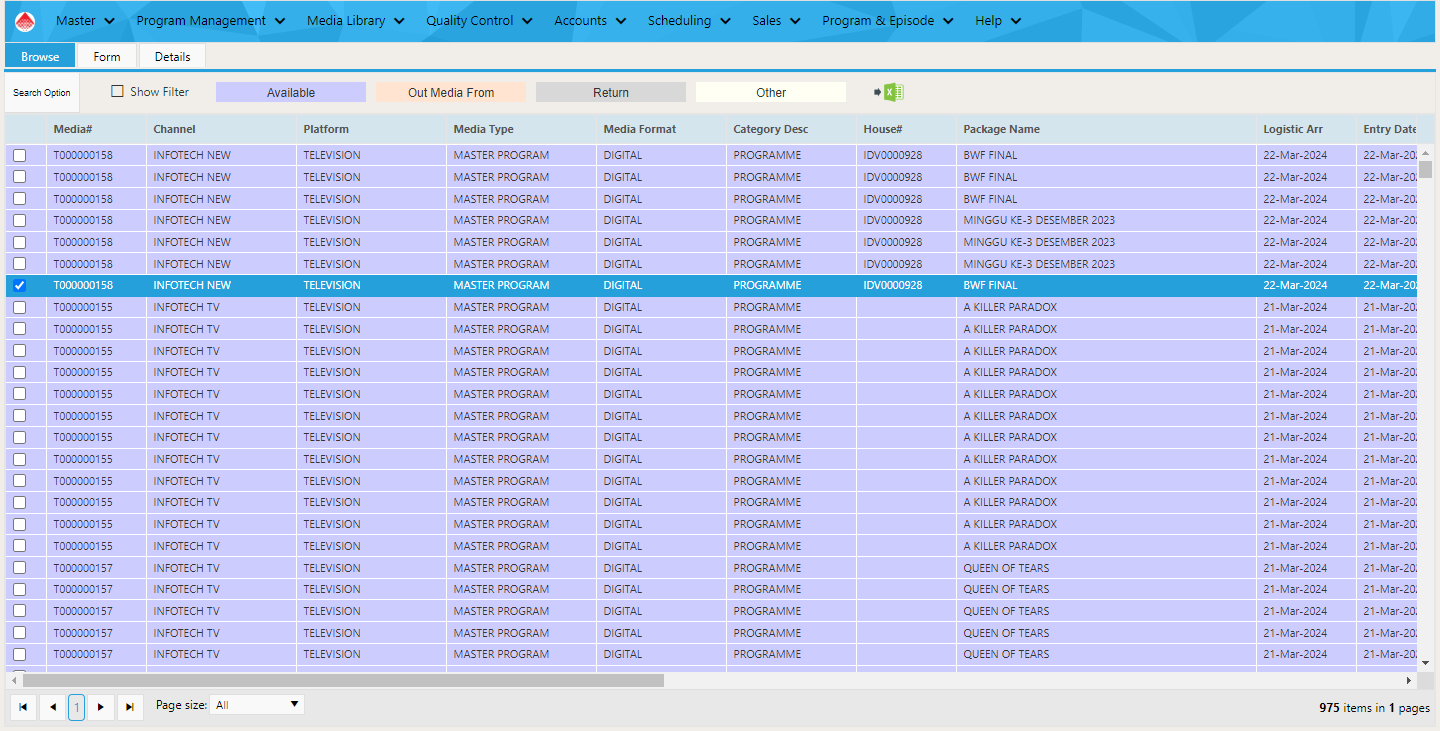 Master Program Management Media Library Quality Control Accounts Scheduling Sales Program & Episode Help
Browse Form Details
Search Option Show Filter Available Out Media From Return Other
Media# Channel Platform Media Type Media Format Category Desc House# Package Name Logistic Arr Entry Date
T000000158 INFOTECH NEW TELEVISION MASTER PROGRAM DIGITAL PROGRAMME IDV0000928 BWF FINAL 22-Mar-2024 22-Mar-202
T000000158 INFOTECH NEW TELEVISION MASTER PROGRAM DIGITAL PROGRAMME IDV0000928 BWF FINAL 22-Mar-2024 22-Mar-202
T000000158 INFOTECH NEW TELEVISION MASTER PROGRAM DIGITAL PROGRAMME IDV0000928 BWF FINAL 22-Mar-2024 22-Mar-202
T000000158 INFOTECH NEW TELEVISION MASTER PROGRAM DIGITAL PROGRAMME IDV0000928 MINGGU KE-3 DESEMBER 2023 22-Mar-2024 22-Mar-202
T000000158 INFOTECH NEW TELEVISION MASTER PROGRAM DIGITAL PROGRAMME IDV0000928 MINGGU KE-3 DESEMBER 2023 22-Mar-2024 22-Mar-202
T000000158 INFOTECH NEW TELEVISION MASTER PROGRAM DIGITAL PROGRAMME IDV0000928 MINGGU KE-3 DESEMBER 2023 22-Mar-2024 22-Mar-202
T000000158 INFOTECH NEW TELEVISION MASTER PROGRAM DIGITAL PROGRAMME IDV0000928 BWF FINAL 22-Mar-2024 22-Mar-202
T000000155 INFOTECH TV TELEVISION MASTER PROGRAM DIGITAL PROGRAMME A KILLER PARADOX 21-Mar-2024 21-Mar-202
T000000155 INFOTECH TV TELEVISION MASTER PROGRAM DIGITAL PROGRAMME A KILLER PARADOX 21-Mar-2024 21-Mar-202
T000000155 INFOTECH TV TELEVISION MASTER PROGRAM DIGITAL PROGRAMME A KILLER PARADOX 21-Mar-2024 21-Mar-202
T000000155 INFOTECH TV TELEVISION MASTER PROGRAM DIGITAL PROGRAMME A KILLER PARADOX 21-Mar-2024 21-Mar-202
T000000155 INFOTECH TV TELEVISION MASTER PROGRAM DIGITAL PROGRAMME A KILLER PARADOX 21-Mar-2024 21-Mar-202
T000000155 INFOTECH TV TELEVISION MASTER PROGRAM DIGITAL PROGRAMME A KILLER PARADOX 21-Mar-2024 21-Mar-202
T000000155 INFOTECH TV TELEVISION MASTER PROGRAM DIGITAL PROGRAMME A KILLER PARADOX 21-Mar-2024 21-Mar-202
T000000155 INFOTECH TV TELEVISION MASTER PROGRAM DIGITAL PROGRAMME A KILLER PARADOX 21-Mar-2024 21-Mar-202
T000000155 INFOTECH TV TELEVISION MASTER PROGRAM DIGITAL PROGRAMME A KILLER PARADOX 21-Mar-2024 21-Mar-202
T000000155 INFOTECH TV TELEVISION MASTER PROGRAM DIGITAL PROGRAMME A KILLER PARADOX 21-Mar-2024 21-Mar-202
T000000155 INFOTECH TV TELEVISION MASTER PROGRAM DIGITAL PROGRAMME A KILLER PARADOX 21-Mar-2024 21-Mar-202
T000000155 INFOTECH TV TELEVISION MASTER PROGRAM DIGITAL PROGRAMME A KILLER PARADOX 21-Mar-2024 21-Mar-202
T000000157 INFOTECH TV TELEVISION MASTER PROGRAM DIGITAL PROGRAMME QUEEN OF TEARS 21-Mar-2024 21-Mar-202
T000000157 INFOTECH TV TELEVISION MASTER PROGRAM DIGITAL PROGRAMME QUEEN OF TEARS 21-Mar-2024 21-Mar-202
T000000157 INFOTECH TV TELEVISION MASTER PROGRAM DIGITAL PROGRAMME QUEEN OF TEARS 21-Mar-2024 21-Mar-202
T000000157 INFOTECH TV TELEVISION MASTER PROGRAM DIGITAL PROGRAMME QUEEN OF TEARS 21-Mar-2024 21-Mar-202
T000000157 INFOTECH TV TELEVISION MASTER PROGRAM DIGITAL PROGRAMME QUEEN OF TEARS 21-Mar-2024 21-Mar-202
1 Page size: All 975 items in 1 pages